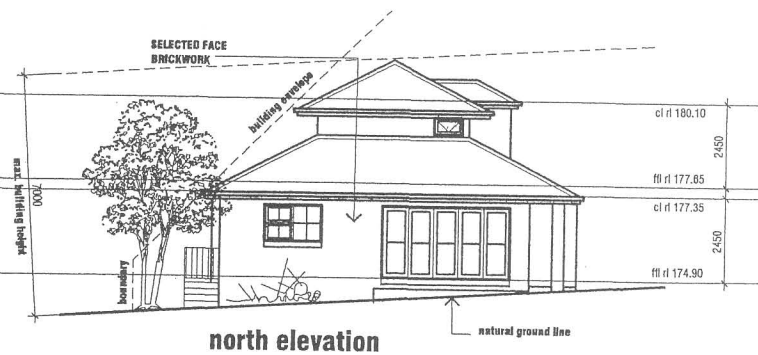 SELECTED FACE
BRICKWORK
building envelope
cl rl 180.10
2450
ffl rl 177.65
cl rl 177.35
2450
ffl rl 174.90
7000
max. building height
boundary
natural ground line
north elevation